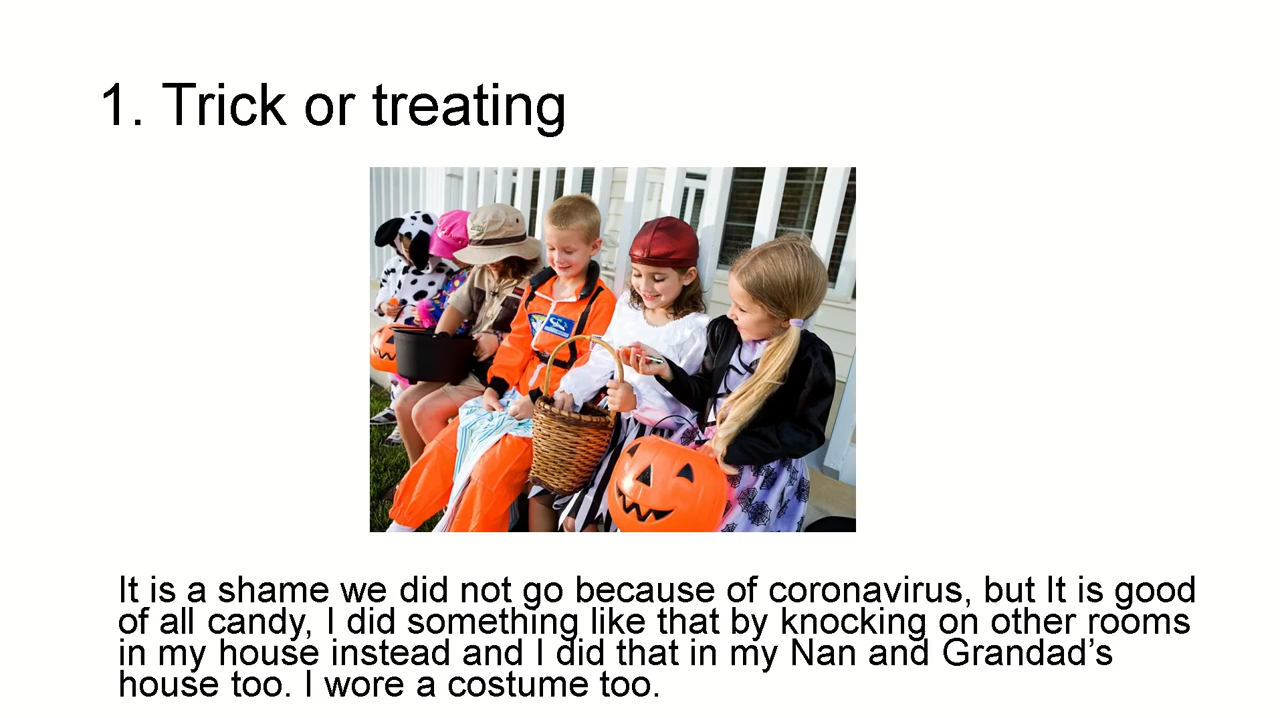 1. Trick or treating
It is a shame we did not go because of coronavirus, but It is good
of all candy, I did something like that by knocking on other rooms
in my house instead and I did that in my Nan and Grandad’s
house too. I wore a costume too.